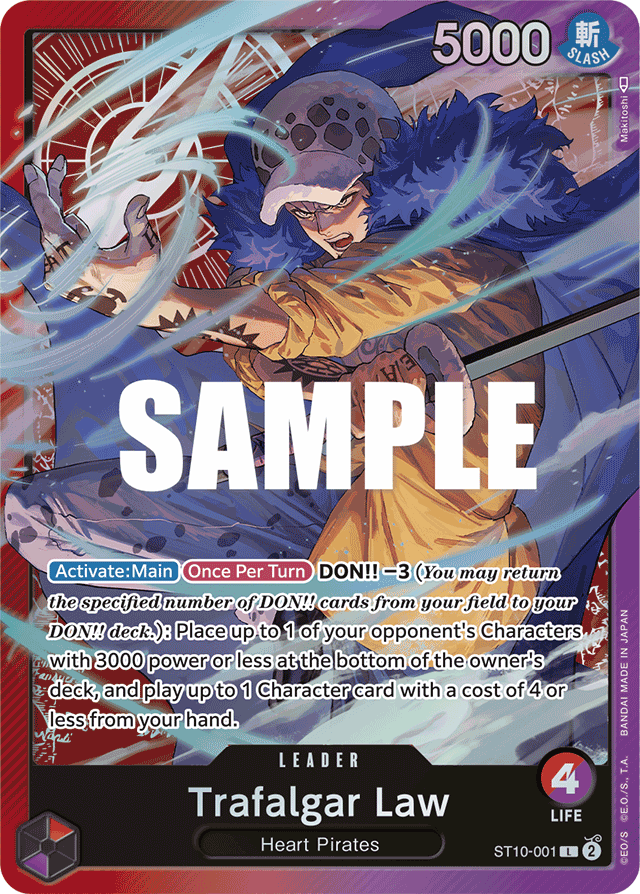 5000
斬
SLASH
Makitoshi
SAMPLE
Activate:Main Once Per Turn DON!! −3 (You may return
the specified number of DON!! cards from your field to your
DON!! deck.): Place up to 1 of your opponent's Characters
with 3000 power or less at the bottom of the owner's
deck, and play up to 1 Character card with a cost of 4 or
less from your hand.
LEADER
Trafalgar Law
Heart Pirates
4
LIFE
ST10-001 L 2
©E.O/S ©E.O./S., T.A. BANDAI MADE IN JAPAN